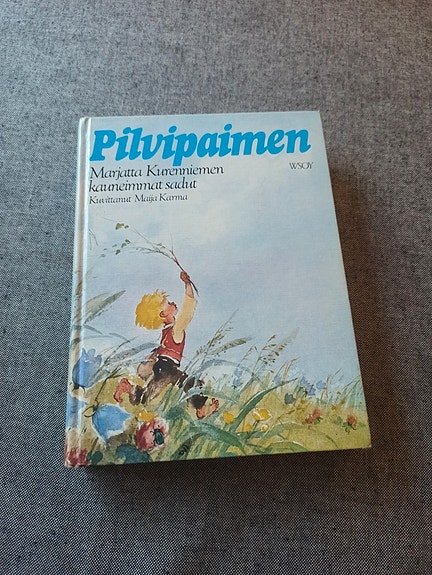 Pilvipaimen
Marjatta Kurenniemen
WSOY
kauneimmat sadut
Kuvittanut Maija Karma